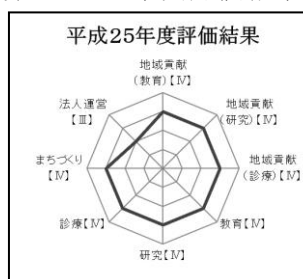 平成25年度評価結果
地域貢献
(教育)【Ⅳ】
法人運営
【Ⅲ】
地域貢献
(研究)【Ⅳ】
まちづくり
【Ⅳ】
地域貢献
(診療)【Ⅳ】
診療【Ⅳ】
教育【Ⅳ】
研究【Ⅳ】